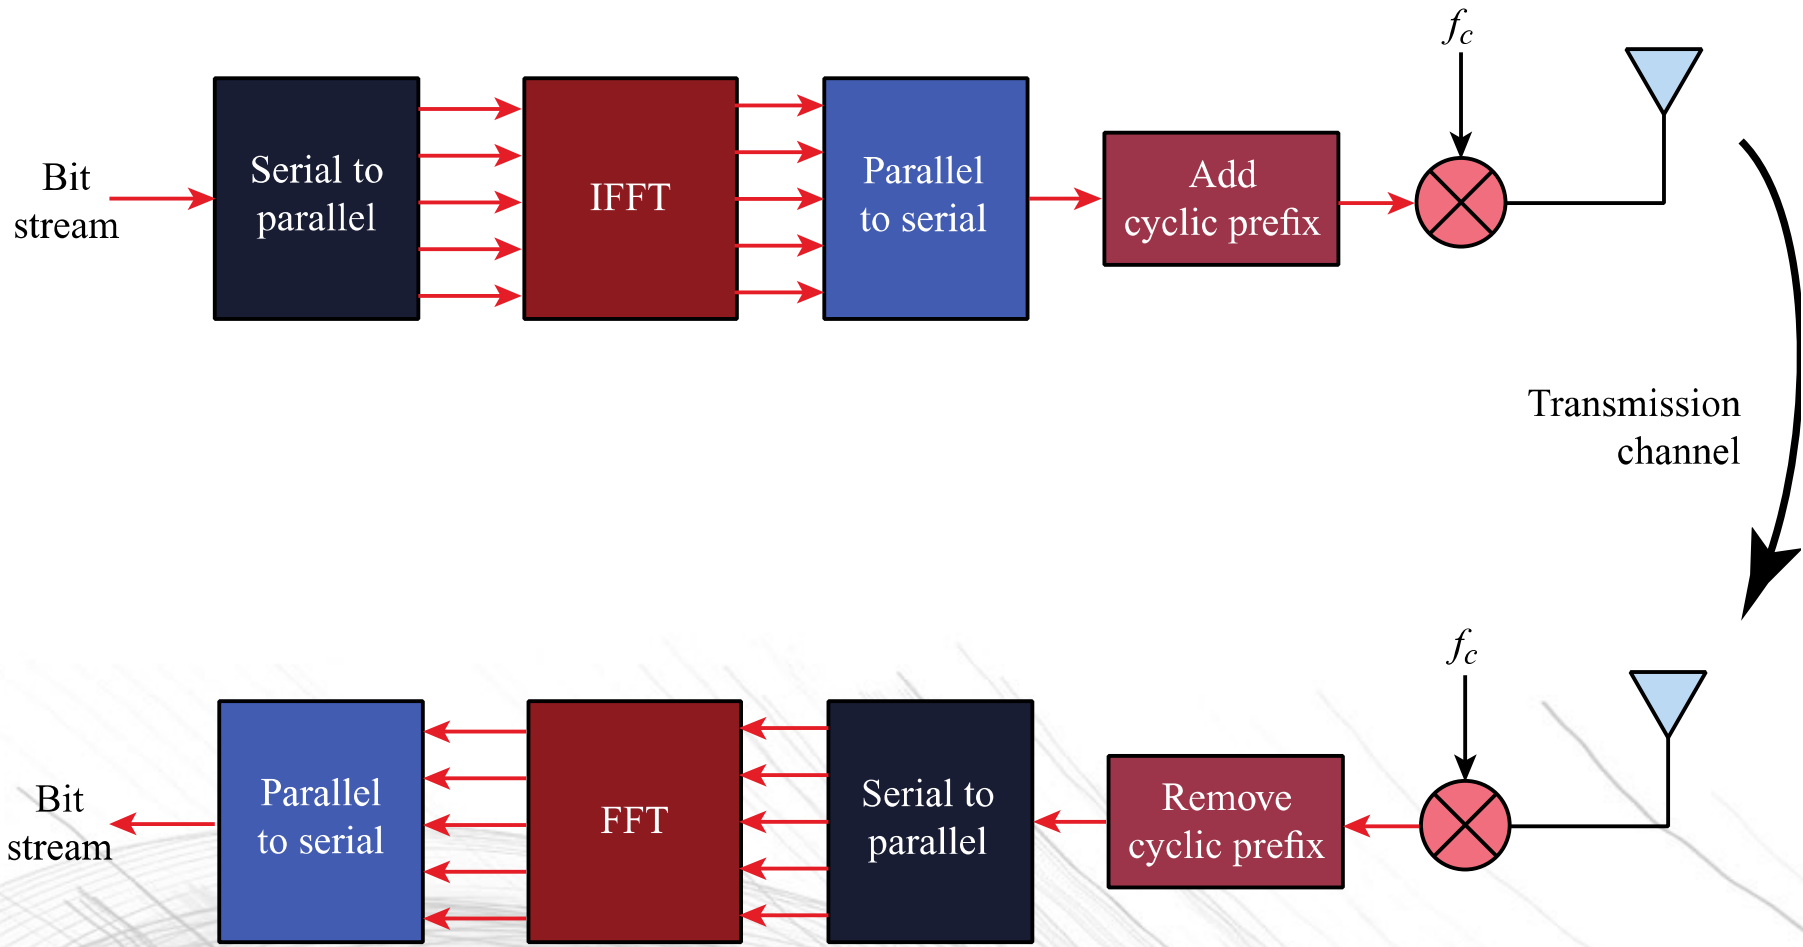 f_c
Bit
stream
Serial to
parallel
IFFT
Parallel
to serial
Add
cyclic prefix
Transmission
channel
f_c
Bit
stream
Parallel
to serial
FFT
Serial to
parallel
Remove
cyclic prefix